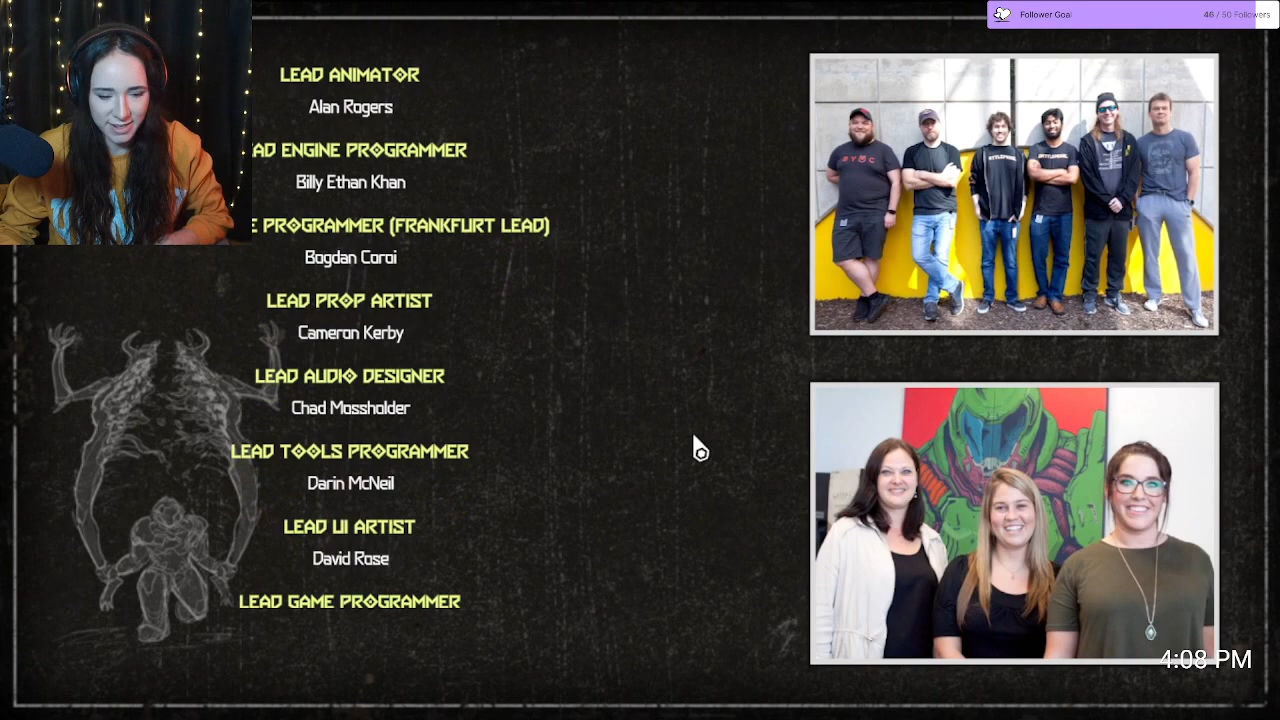 Follower Goal
46 / 50 Followers
LEAD ANIMATOR
Alan Rogers
AD ENGINE PROGRAMMER
Billy Ethan Khan
E PROGRAMMER (FRANKFURT LEAD)
Bogdan Coroi
LEAD PROP ARTIST
Cameron Kerby
LEAD AUDIO DESIGNER
Chad Mossholder
LEAD TOOLS PROGRAMMER
Darin McNeil
LEAD UI ARTIST
David Rose
LEAD GAME PROGRAMMER
4:08 PM